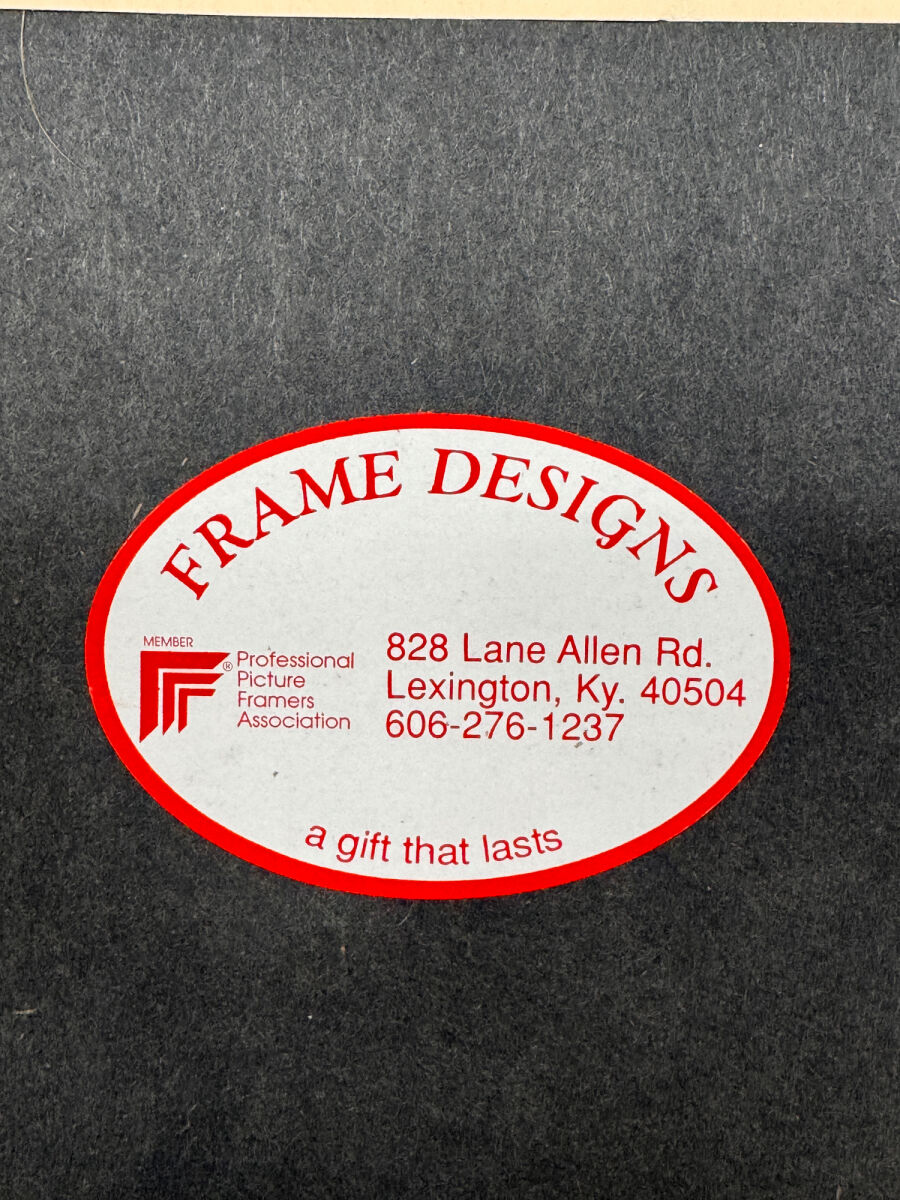 FRAME DESIGNS
MEMBER
®
Professional
Picture
Framers
Association
828 Lane Allen Rd.
Lexington, Ky. 40504
606-276-1237
a gift that lasts